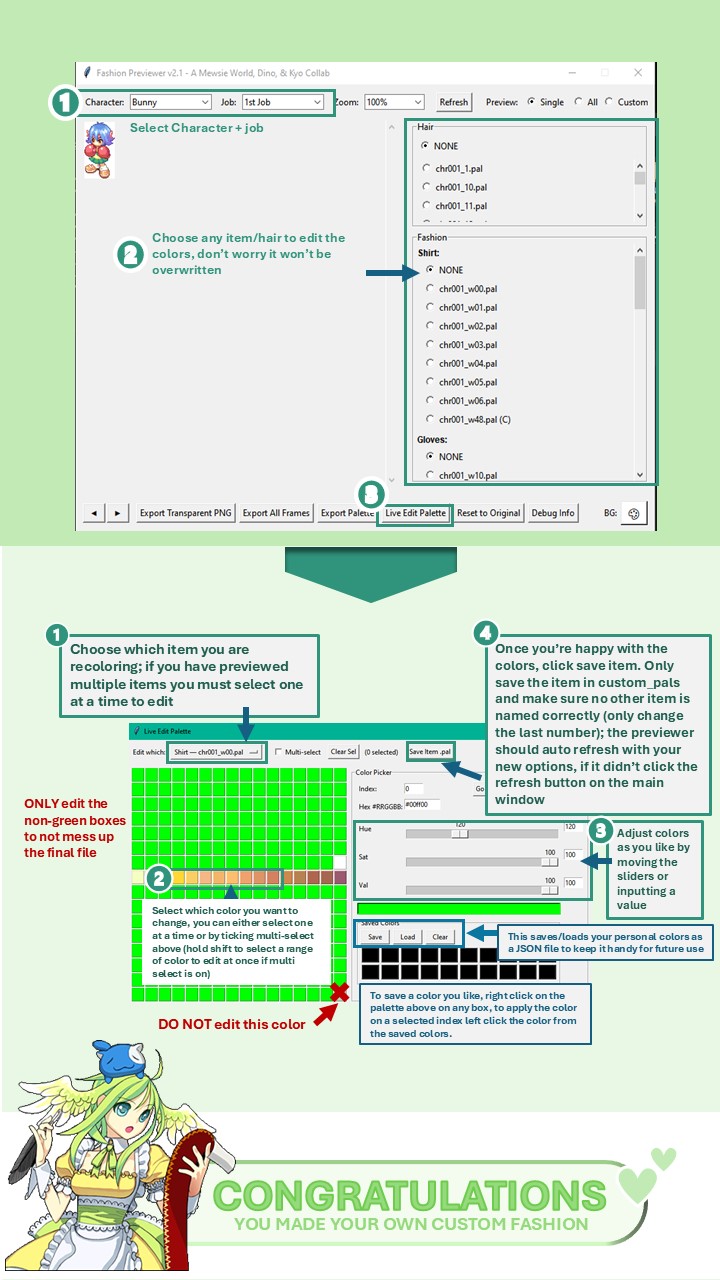 Fashion Previewer v2.1 - A Mewsie World, Dino, & Kyo Collab
1
Character: Bunny Job: 1st Job Zoom: 100% Refresh Preview: Single All Custom
Select Character + job
Hair
NONE
chr001_1.pal
chr001_10.pal
chr001_11.pal
2
Choose any item/hair to edit the
colors, don't worry it won't be
overwritten
Fashion
Shirt:
NONE
chr001_w00.pal
chr001_w01.pal
chr001_w02.pal
chr001_w03.pal
chr001_w04.pal
chr001_w05.pal
chr001_w06.pal
chr001_w48.pal (C)
Gloves:
NONE
chr001_w10.pal
3
Export Transparent PNG Export All Frames Export Palette Live Edit Palette Reset to Original Debug Info BG:
1
Choose which item you are
recoloring; if you have previewed
multiple items you must select one
at a time to edit
4
Once you're happy with the
colors, click save item. Only
save the item in custom_pals
and make sure no other item is
named correctly (only change
the last number); the previewer
should auto refresh with your
new options, if it didn't click the
refresh button on the main
window
Live Edit Palette
Edit which: Shirt — chr001_w00.pal Multi-select Clear Sel (0 selected) Save Item .pal
Color Picker
Index: 0 Go
Hex #RRGGBB: #00ff00
Hue 120 120
Sat 100 100
Val 100 100
ONLY edit the
non-green boxes
to not mess up
the final file
3
Adjust colors
as you like by
moving the
sliders or
inputting a
value
2
Select which color you want to
change, you can either select one
at a time or by ticking multi-select
above (hold shift to select a range
of color to edit at once if multi
select is on)
Saved Colors
Save Load Clear
This saves/loads your personal colors as
a JSON file to keep it handy for future use
To save a color you like, right click on the
palette above on any box, to apply the color
on a selected index left click the color from
the saved colors.
DO NOT edit this color
CONGRATULATIONS
YOU MADE YOUR OWN CUSTOM FASHION